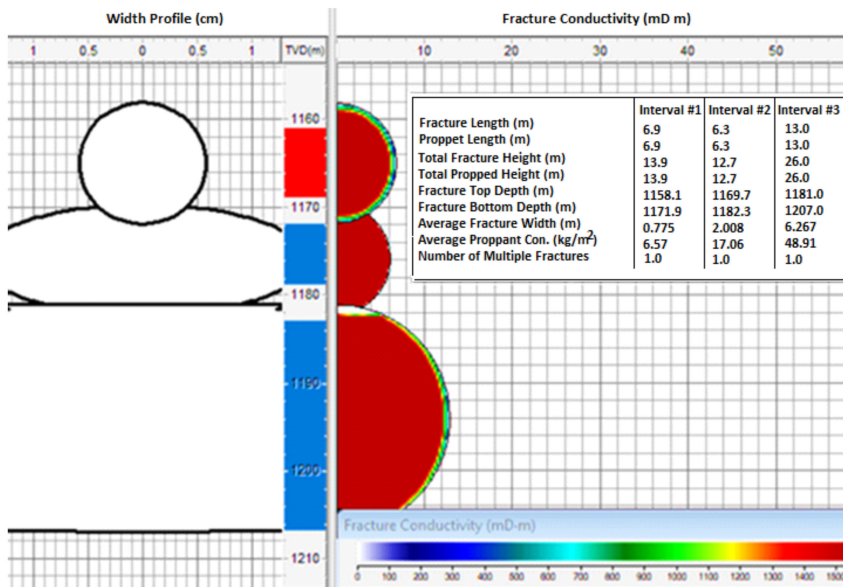 Width Profile (cm)
Fracture Conductivity (mD m)
1 0.5 0 0.5 1 TVD(m) 10 20 30 40 50
Interval #1 Interval #2 Interval #3
Fracture Length (m) 6.9 6.3 13.0
Proppet Length (m) 6.9 6.3 13.0
Total Fracture Height (m) 13.9 12.7 26.0
Total Propped Height (m) 13.9 12.7 26.0
Fracture Top Depth (m) 1158.1 1169.7 1181.0
Fracture Bottom Depth (m) 1171.9 1182.3 1207.0
Average Fracture Width (m) 0.775 2.008 6.267
Average Proppant Con. (kg/m²) 6.57 17.06 48.91
Number of Multiple Fractures 1.0 1.0 1.0
1160
1170
1180
1190
1200
1210
Fracture Conductivity (mD-m)
0 100 200 300 400 500 600 700 800 900 1000 1100 1200 1300 1400 1500